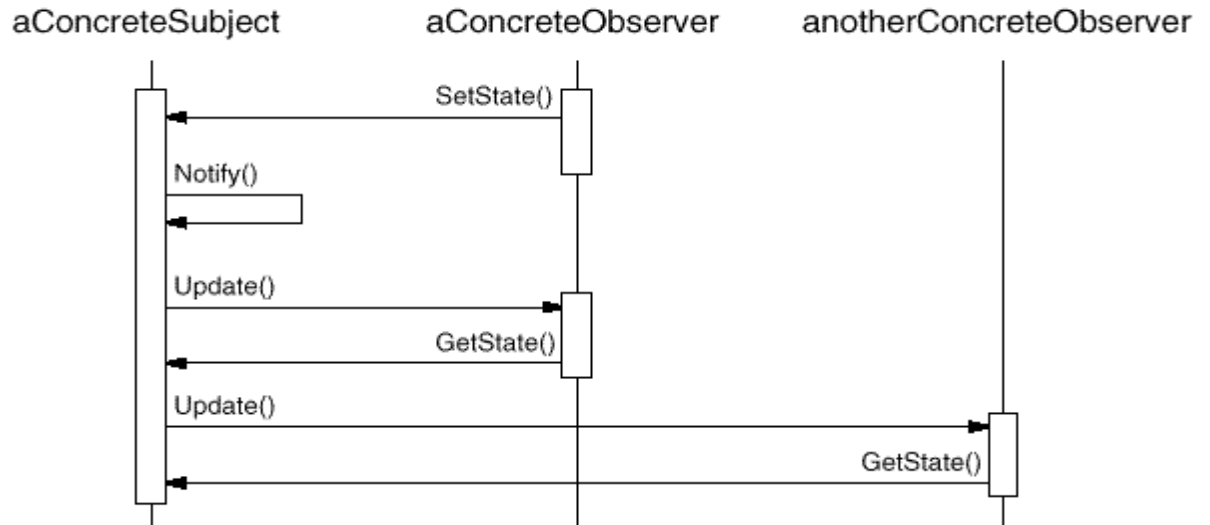 aConcreteSubject aConcreteObserver anotherConcreteObserver
SetState()
Notify()
Update()
GetState()
Update()
GetState()